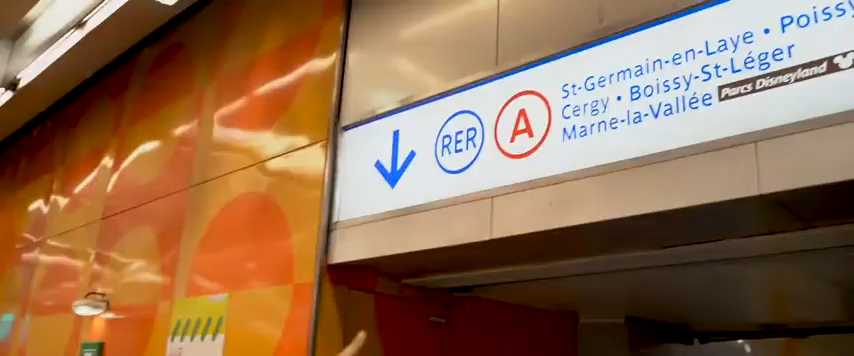 RER A
St-Germain-en-Laye • Poissy
Cergy • Boissy-St-Léger
Marne-la-Vallée Parcs Disneyland